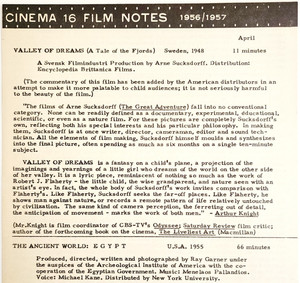 CINEMA 16 FILM NOTES 1956/1957
April
VALLEY OF DREAMS (A Tale of the Fjords) Sweden, 1948 11 minutes
A Svensk Filmindustri Production by Arne Sucksdorff. Distribution:
Encyclopedia Brittanica Films.
(The commentary of this film has been added by the American distributors in an
attempt to make it more palatable to child audiences; it is not seriously harmful
to the beauty of the film.)
"The films of Arne Sucksdorff (The Great Adventure) fall into no conventional
category. None can be readily defined as a documentary, experimental, educational,
scientific, or even as a nature film. For these pictures are completely Sucksdorff's
own, reflecting both his special interests and his particular philosophy. In making
them, Sucksdorff is at once writer, director, cameraman, editor and sound tech-
nician. All the elements of film making, Sucksdorff himself molds and synthesizes
into the final picture, often spending as much as six months on a single ten-minute
subject.
VALLEY OF DREAMS is a fantasy on a child's plane, a projection of the
imaginings and yearnings of a little girl who dreams of the world on the other side
of her valley. It is a lyric piece, reminiscent of nothing as much as the work of
Robert J. Flaherty - the little child, the wise grandparent, and nature seen with an
artist's eye. In fact, the whole body of Sucksdorff's work invites comparison with
Flaherty's. Like Flaherty, Sucksdorff seeks the far-off places. Like Flaherty, he
shows man against nature, or records a remote pattern of life relatively untouched
by civilization. The same kind of camera perception, the ferreting out of detail,
the anticipation of movement - marks the work of both men." - Arthur Knight
(Mr. Knight is film coordinator of CBS-TV's Odyssey; Saturday Review film critic;
author of the forthcoming book on the cinema, The Liveliest Art (Macmillan)
THE ANCIENT WORLD: EGYPT U.S.A. 1955 66 minutes
Produced, directed, written and photographed by Ray Garner under
the auspices of the Archeological Institute of America with the co-
operation of the Egyptian Government. Music: Menelaos Pallandios.
Voice: Michael Kane. Distributed by New York University.